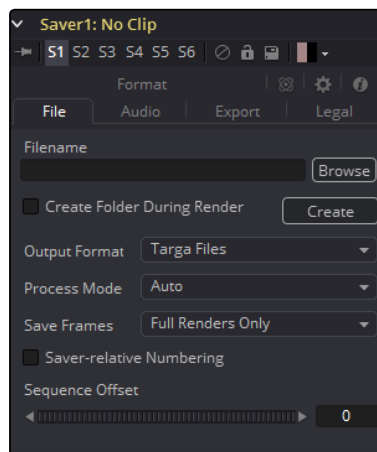 Saver1: No Clip
S1 S2 S3 S4 S5 S6
Format
File Audio Export Legal
Filename
Browse
Create Folder During Render Create
Output Format Targa Files
Process Mode Auto
Save Frames Full Renders Only
Saver-relative Numbering
Sequence Offset
0